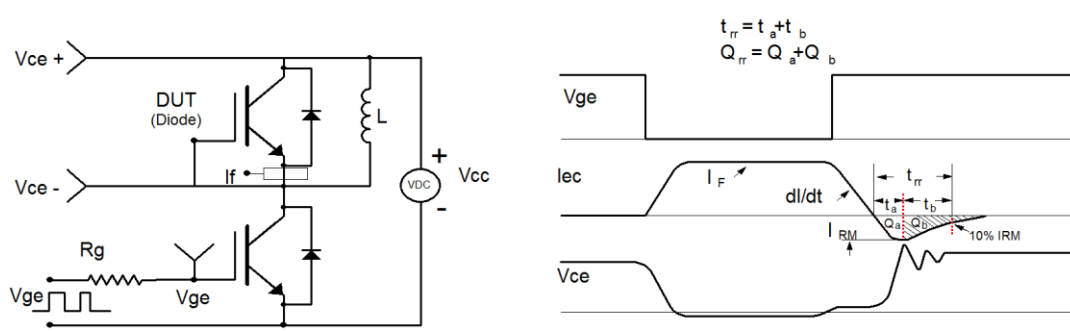 Vce +
DUT
(Diode)
L
If
Vce -
+
VDC
Vcc
-
Rg
Vge
Vge
t rr = t a + t b
Q rr = Q a + Q b
Vge
Iec
I F
dI/dt
t rr
t a
t b
Q a
Q b
I RM
10% IRM
Vce